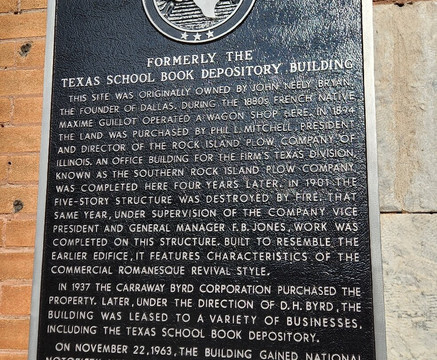 FORMERLY THE
TEXAS SCHOOL BOOK DEPOSITORY BUILDING
THIS SITE WAS ORIGINALLY OWNED BY JOHN NEELY BRYAN,
THE FOUNDER OF DALLAS. DURING THE 1880s FRENCH NATIVE
MAXIME GUILLOT OPERATED A WAGON SHOP HERE. IN 1894
THE LAND WAS PURCHASED BY PHIL L. MITCHELL, PRESIDENT
AND DIRECTOR OF THE ROCK ISLAND PLOW COMPANY OF
ILLINOIS. AN OFFICE BUILDING FOR THE FIRM'S TEXAS DIVISION,
KNOWN AS THE SOUTHERN ROCK ISLAND PLOW COMPANY,
WAS COMPLETED HERE FOUR YEARS LATER. IN 1901 THE
FIVE-STORY STRUCTURE WAS DESTROYED BY FIRE. THAT
SAME YEAR, UNDER SUPERVISION OF THE COMPANY VICE
PRESIDENT AND GENERAL MANAGER F.B. JONES, WORK WAS
COMPLETED ON THIS STRUCTURE. BUILT TO RESEMBLE THE
EARLIER EDIFICE, IT FEATURES CHARACTERISTICS OF THE
COMMERCIAL ROMANESQUE REVIVAL STYLE.
IN 1937 THE CARRAWAY BYRD CORPORATION PURCHASED THE
PROPERTY. LATER, UNDER THE DIRECTION OF D.H. BYRD, THE
BUILDING WAS LEASED TO A VARIETY OF BUSINESSES,
INCLUDING THE TEXAS SCHOOL BOOK DEPOSITORY.
ON NOVEMBER 22, 1963, THE BUILDING GAINED NATIONAL